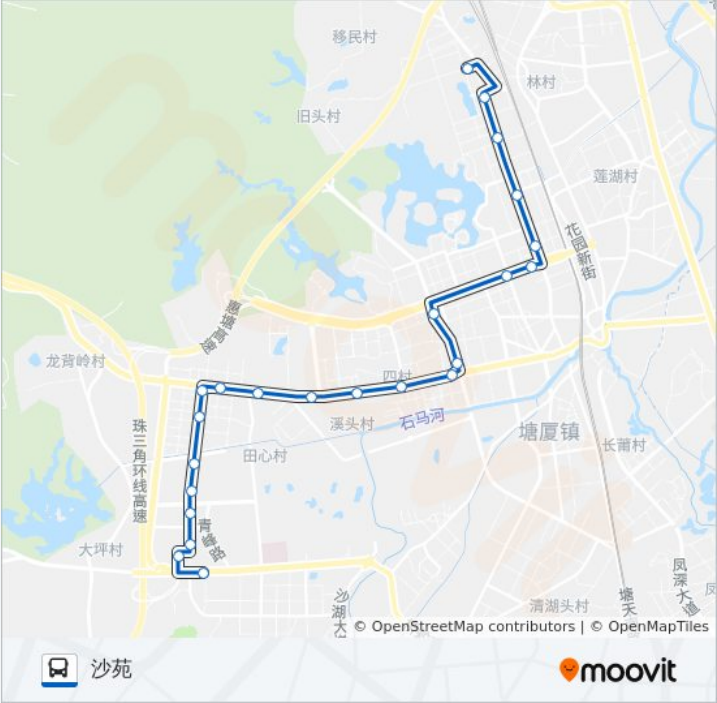 移民村
林村
旧头村
莲湖村
花园新街
惠塘高速
龙背岭村
四村
溪头村
石马河
塘厦镇
珠三角环线高速
田心村
长莆村
青峰路
大坪村
凤深大道
沙湖大
塘天
清湖头村
© OpenStreetMap contributors | © OpenMapTiles
沙苑
moovit